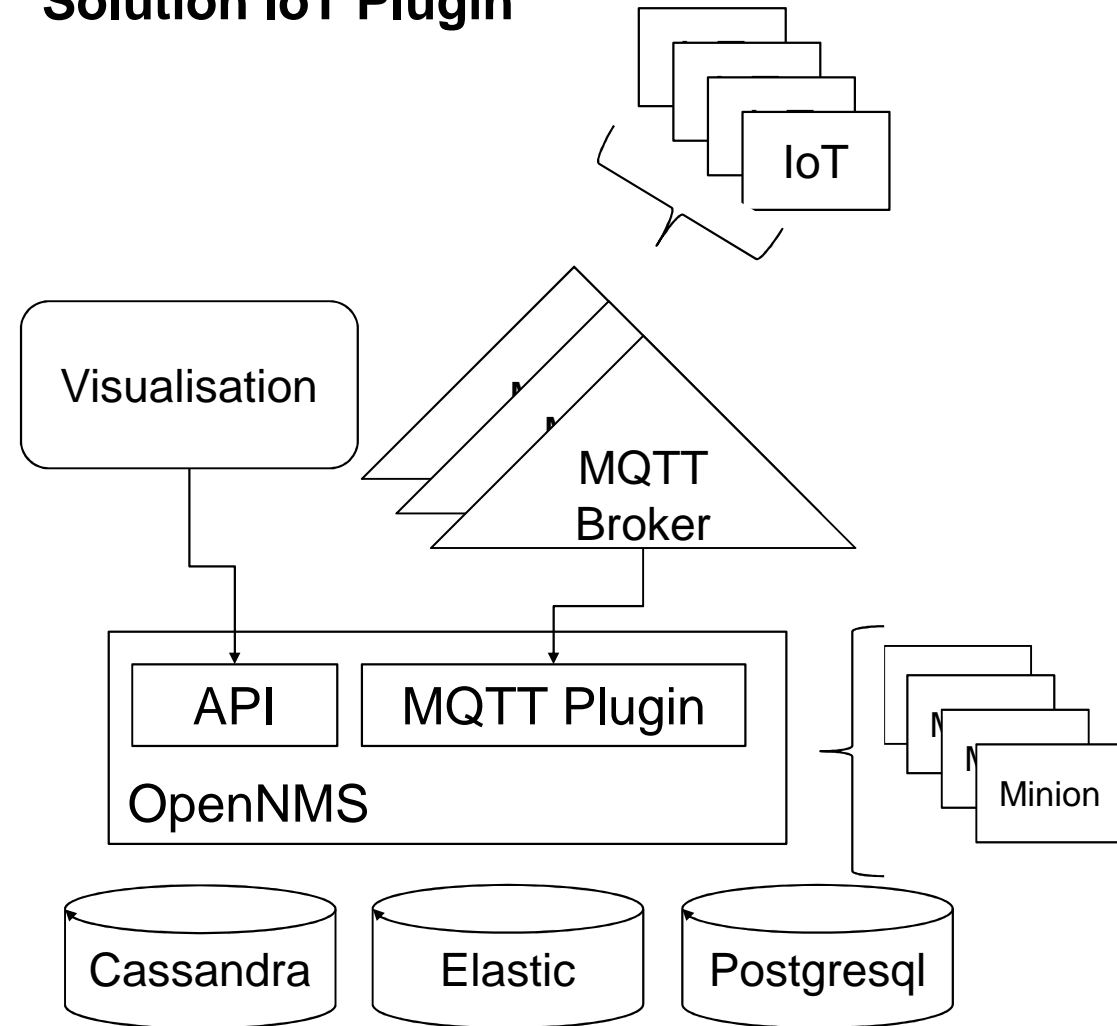 Solution IoT Plugin
IoT
Visualisation
MQTT
Broker
API
MQTT Plugin
OpenNMS
Minion
Cassandra
Elastic
Postgresql